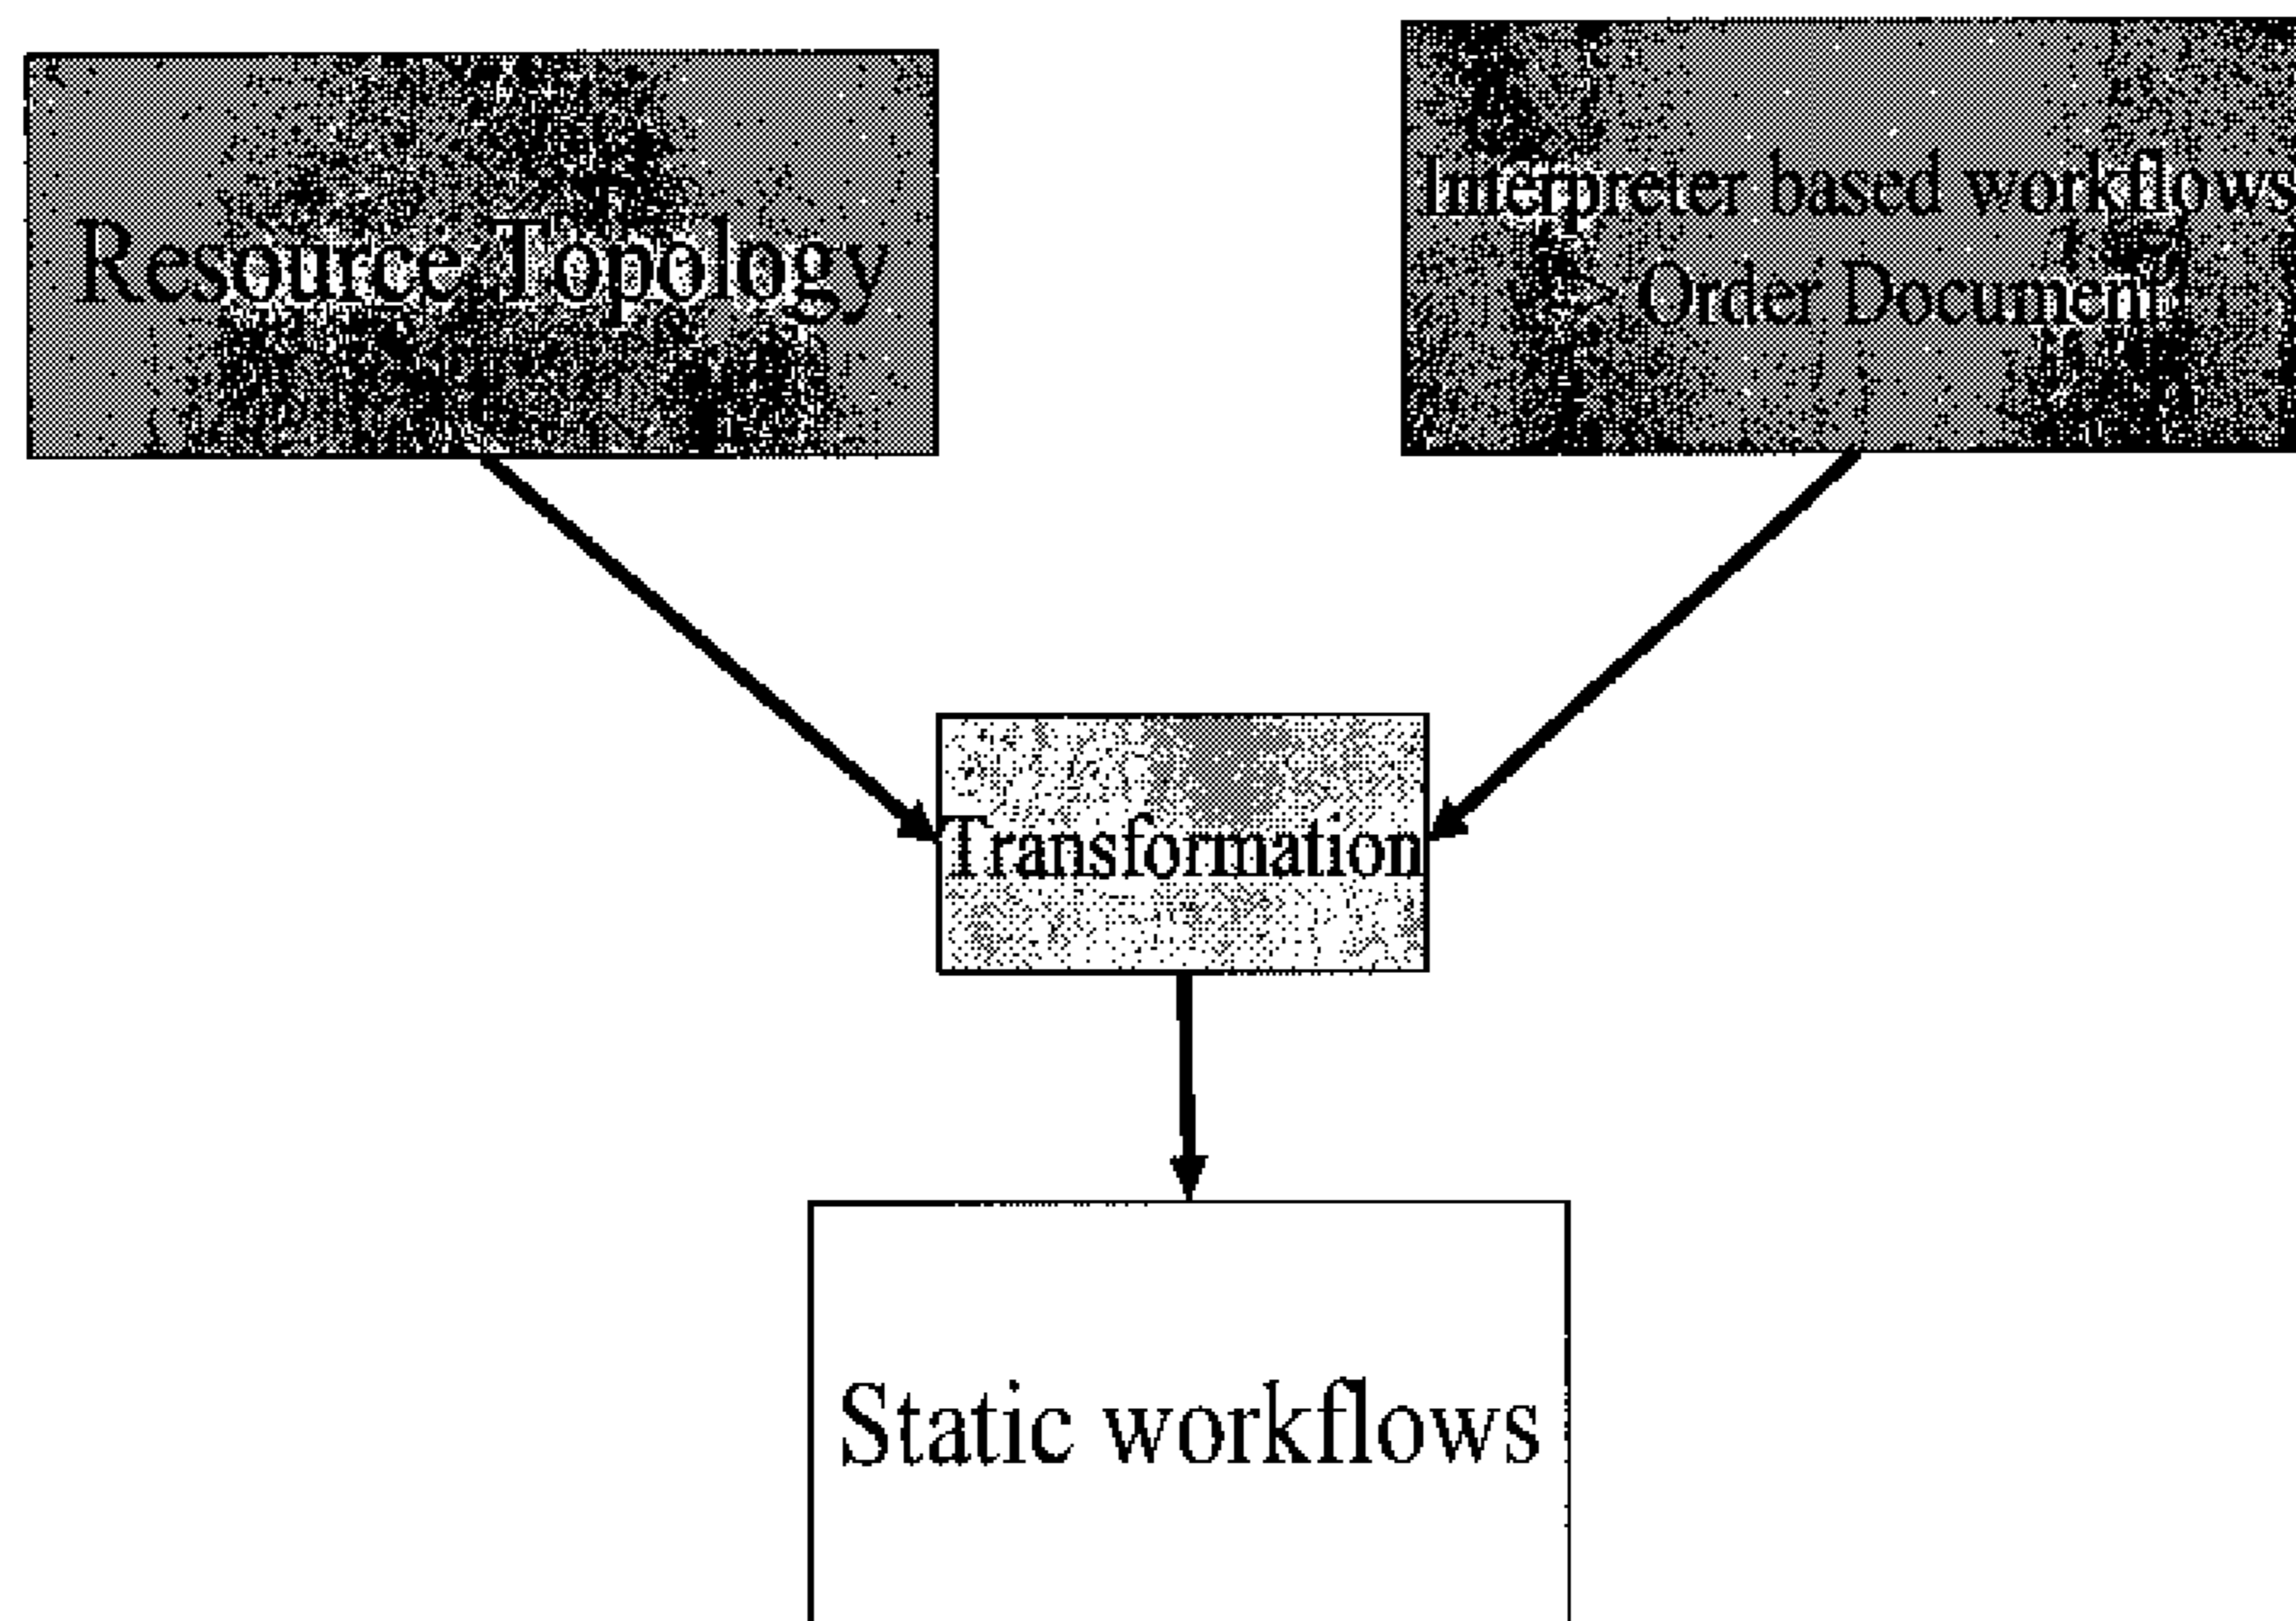 Resource Topology
Interpreter based workflows
Order Document
Transformation
Static workflows